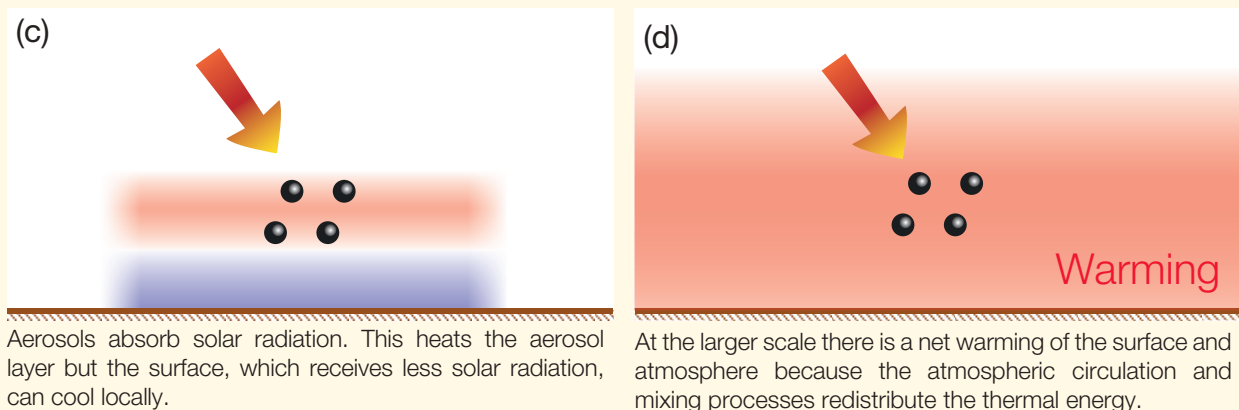 (c)
Aerosols absorb solar radiation. This heats the aerosol
layer but the surface, which receives less solar radiation,
can cool locally.
(d)
Warming
At the larger scale there is a net warming of the surface and
atmosphere because the atmospheric circulation and
mixing processes redistribute the thermal energy.